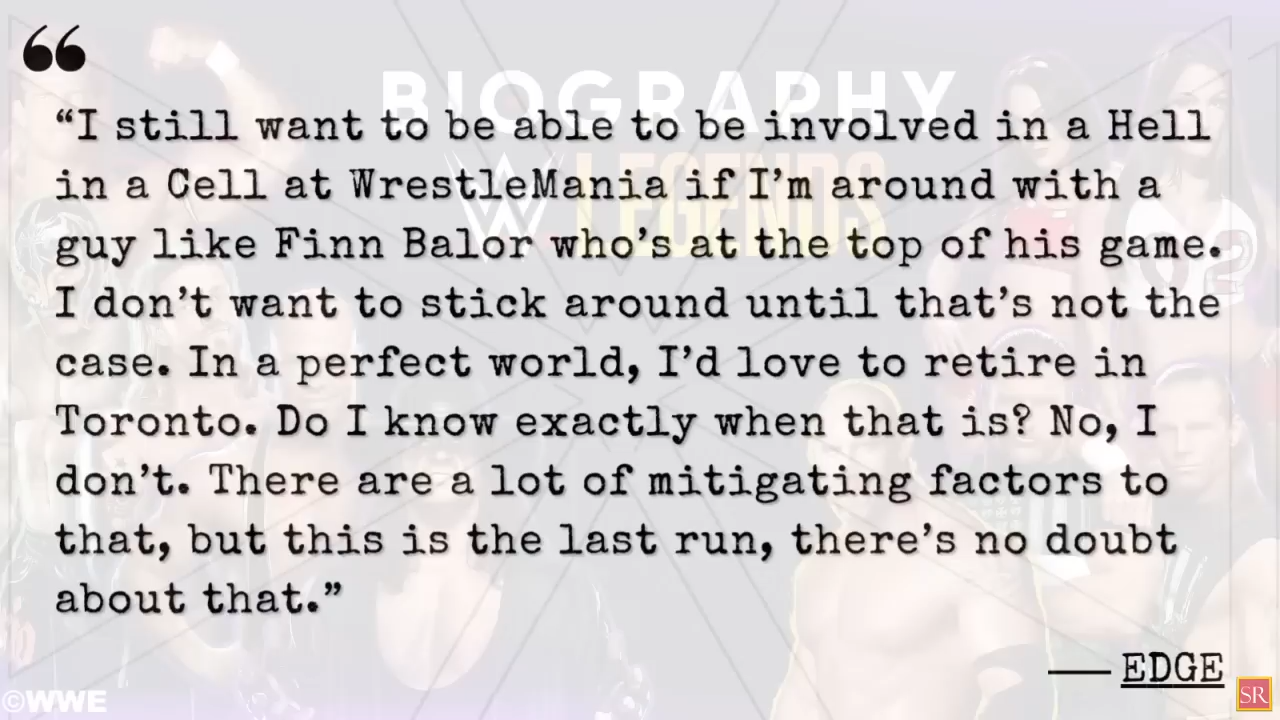 ❝
BIOGRAPHY
W LEGENDS
“I still want to be able to be involved in a Hell
in a Cell at WrestleMania if I’m around with a
guy like Finn Balor who’s at the top of his game.
I don’t want to stick around until that’s not the
case. In a perfect world, I’d love to retire in
Toronto. Do I know exactly when that is? No, I
don’t. There are a lot of mitigating factors to
that, but this is the last run, there’s no doubt
about that.”
— EDGE
©WWE
SR